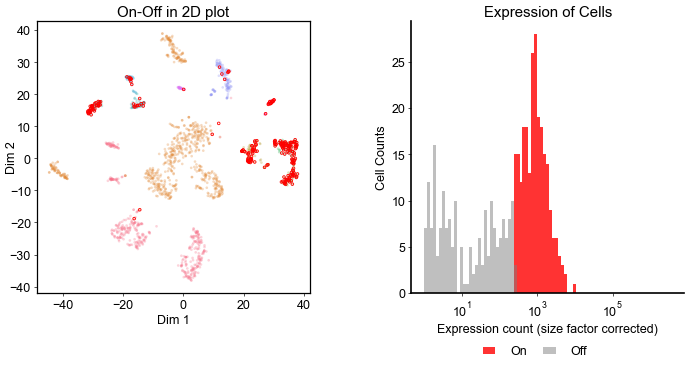 On-Off in 2D plot
40
30
20
10
0
−10
−20
−30
−40
Dim 2
−40 −20 0 20 40
Dim 1
Expression of Cells
25
20
15
10
5
0
Cell Counts
10^1 10^3 10^5
Expression count (size factor corrected)
On Off